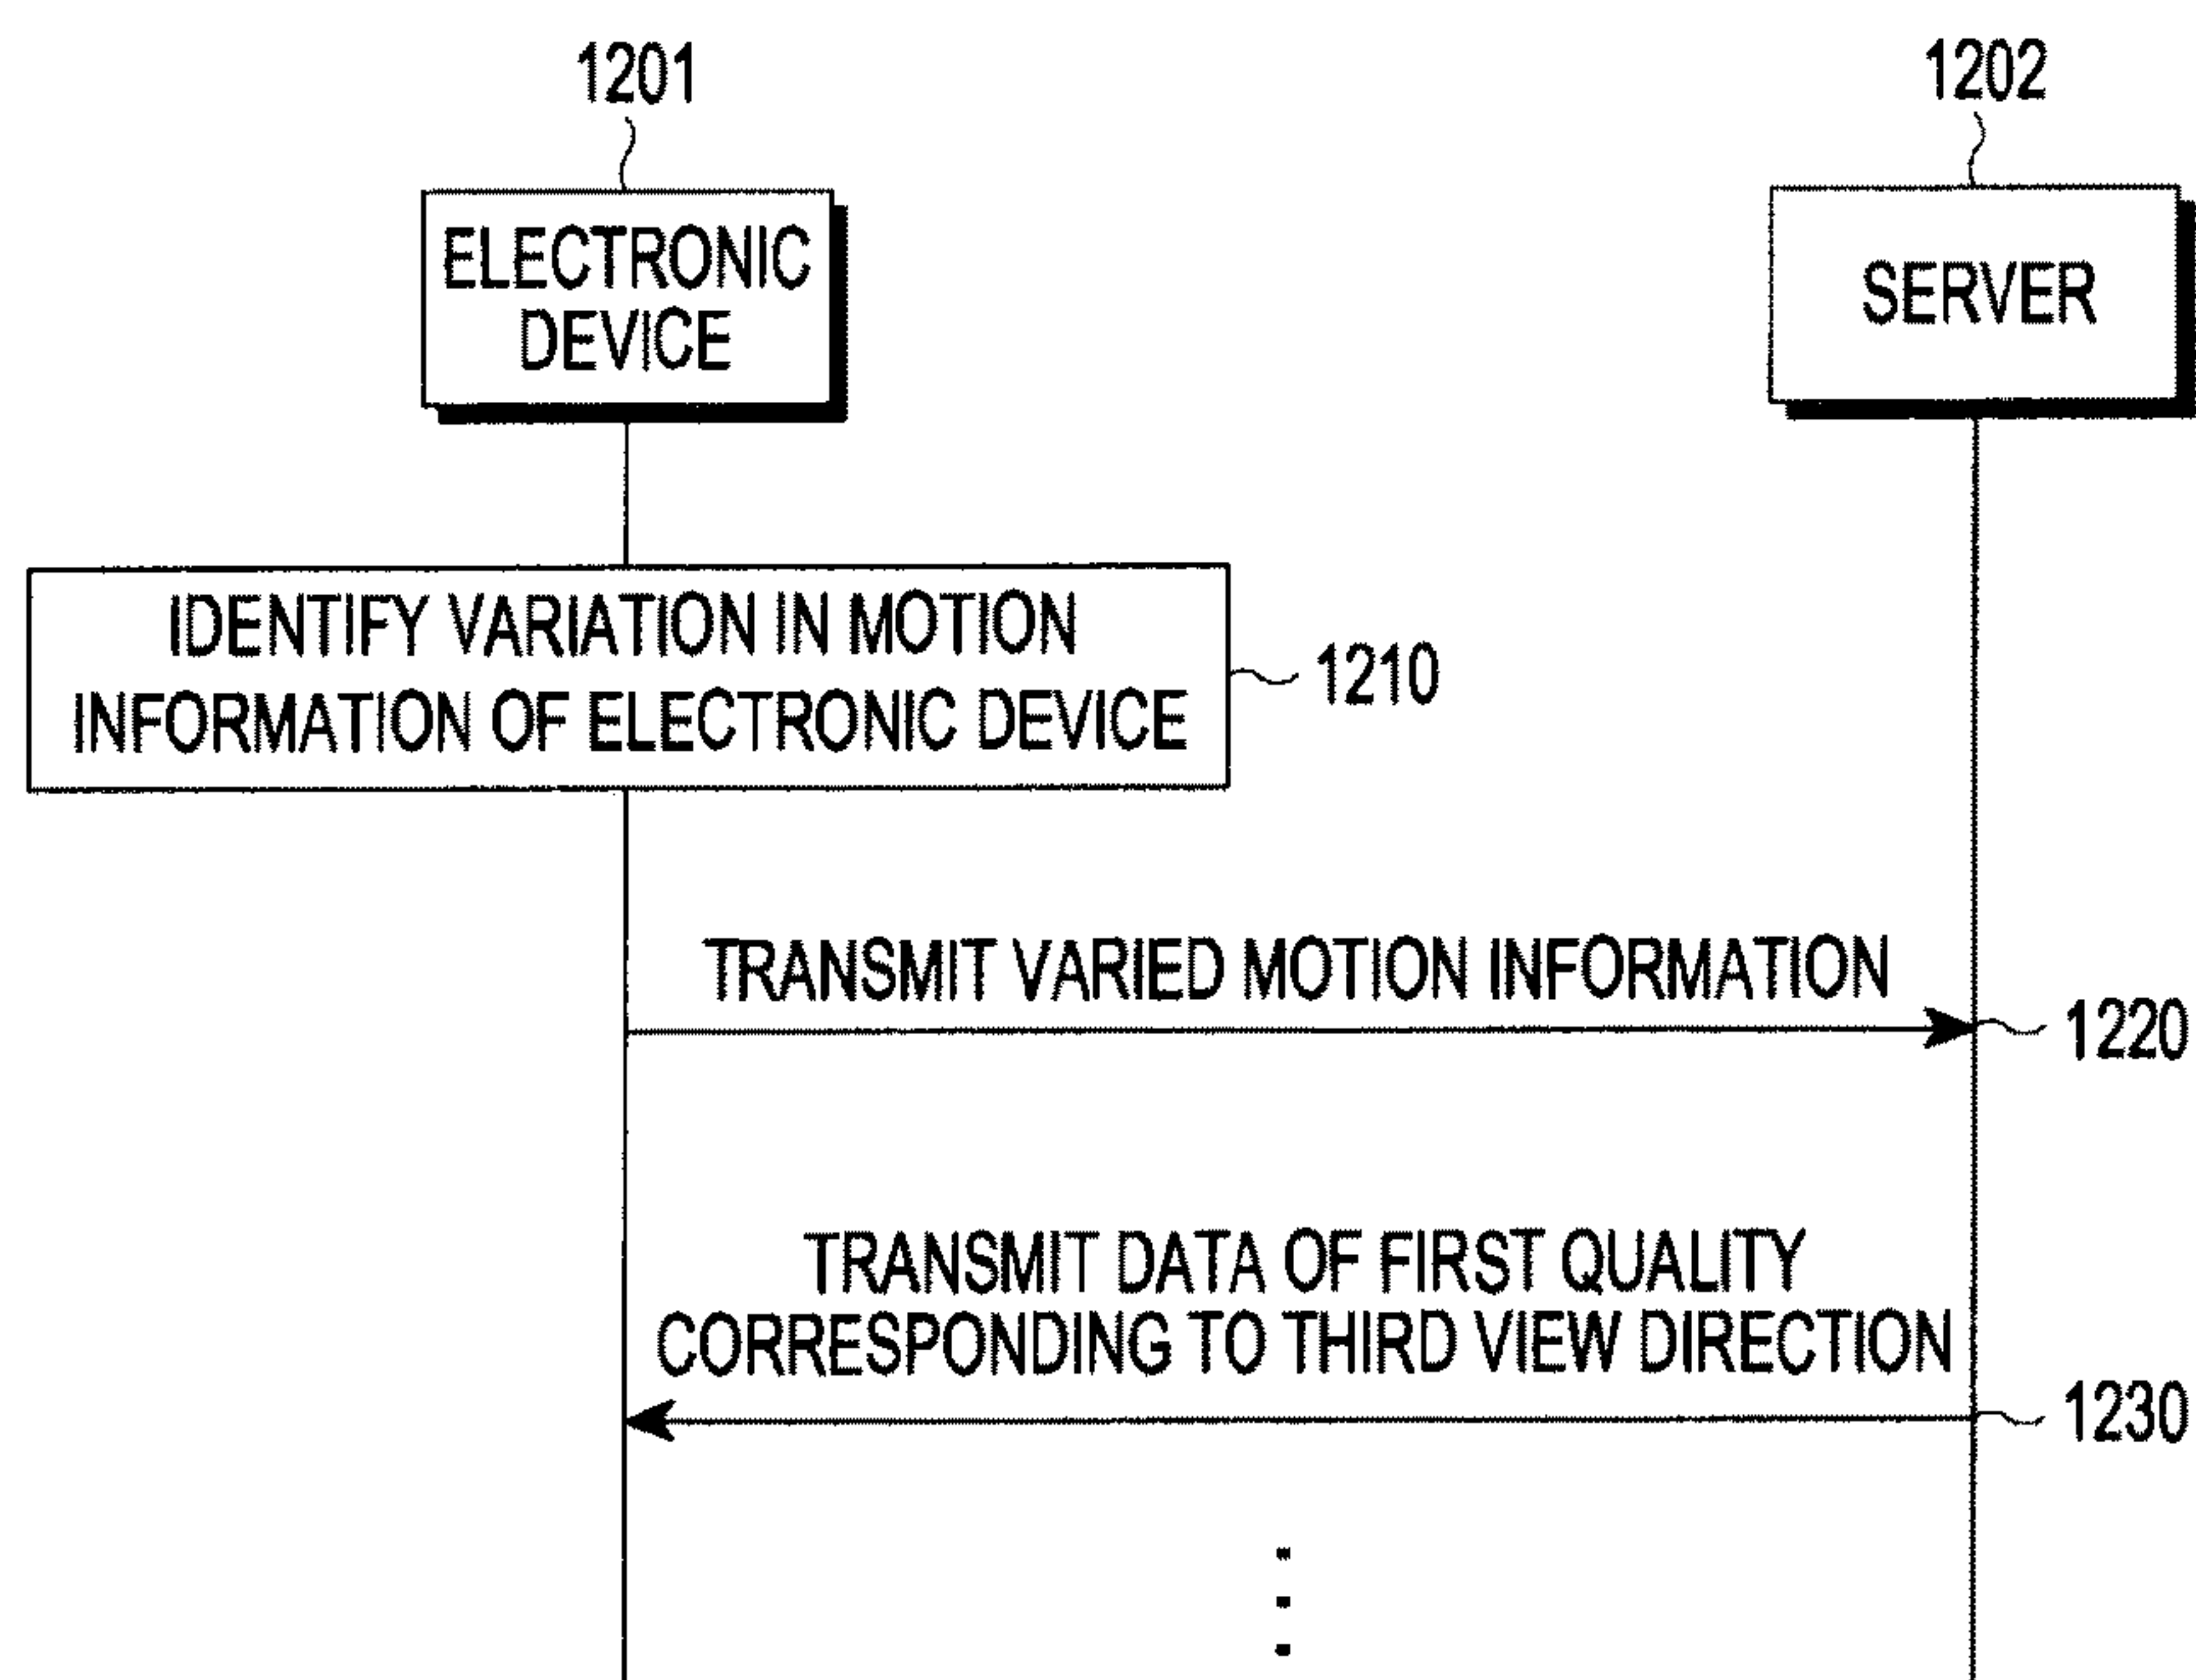 1201
1202
ELECTRONIC
DEVICE
SERVER
IDENTIFY VARIATION IN MOTION
INFORMATION OF ELECTRONIC DEVICE
1210
TRANSMIT VARIED MOTION INFORMATION
1220
TRANSMIT DATA OF FIRST QUALITY
CORRESPONDING TO THIRD VIEW DIRECTION
1230